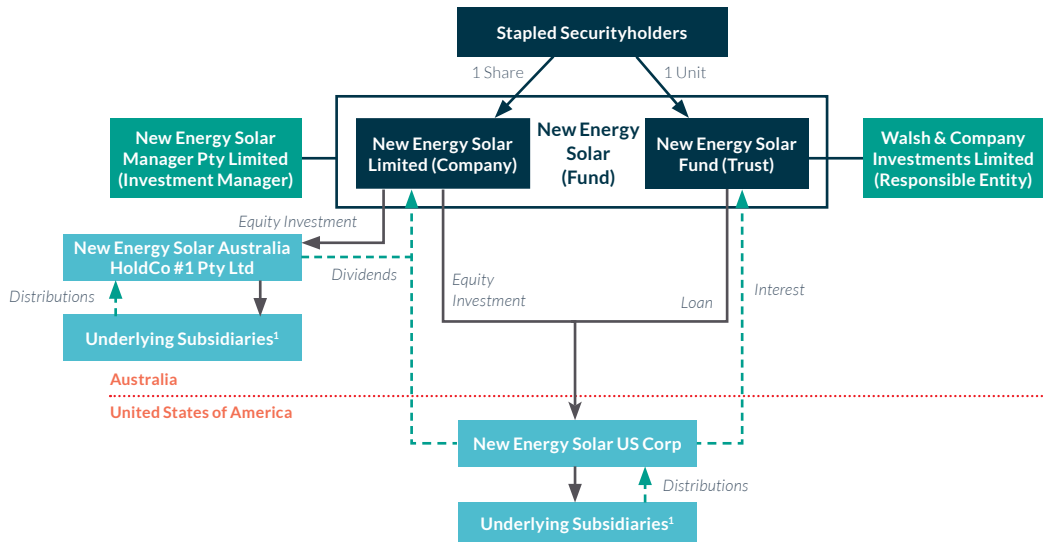 Stapled Securityholders
1 Share
1 Unit
New Energy Solar
Manager Pty Limited
(Investment Manager)
New Energy Solar
Limited (Company)
New Energy
Solar
(Fund)
New Energy Solar
Fund (Trust)
Walsh & Company
Investments Limited
(Responsible Entity)
Equity Investment
New Energy Solar Australia
HoldCo #1 Pty Ltd
Dividends
Equity
Investment
Loan
Interest
Distributions
Underlying Subsidiaries¹
Australia
United States of America
New Energy Solar US Corp
Distributions
Underlying Subsidiaries¹